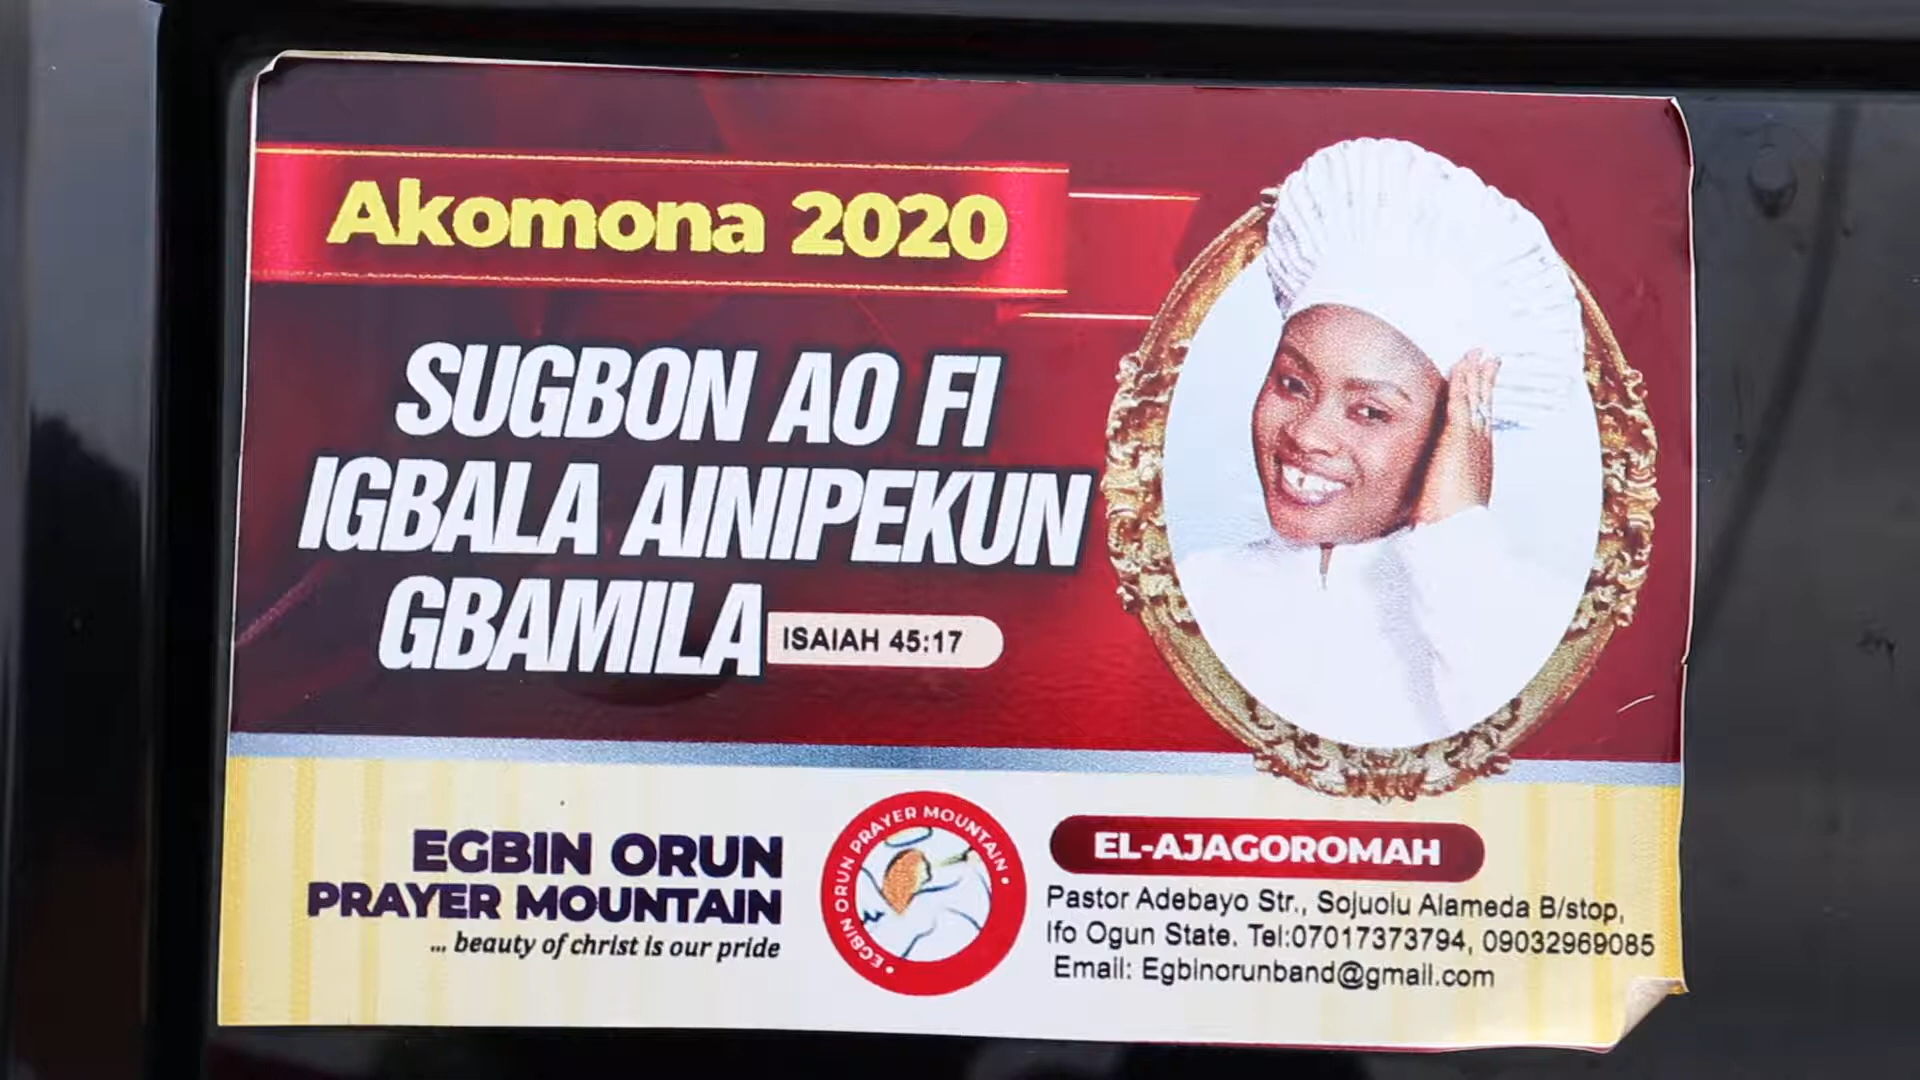 Akomona 2020
SUGBON AO FI
IGBALA AINIPEKUN
GBAMILA
ISAIAH 45:17
EGBIN ORUN
PRAYER MOUNTAIN
... beauty of christ is our pride
• EGBIN ORUN PRAYER MOUNTAIN •
EL-AJAGOROMAH
Pastor Adebayo Str., Sojuolu Alameda B/stop,
Ifo Ogun State. Tel:07017373794, 09032969085
Email: Egbinorunband@gmail.com